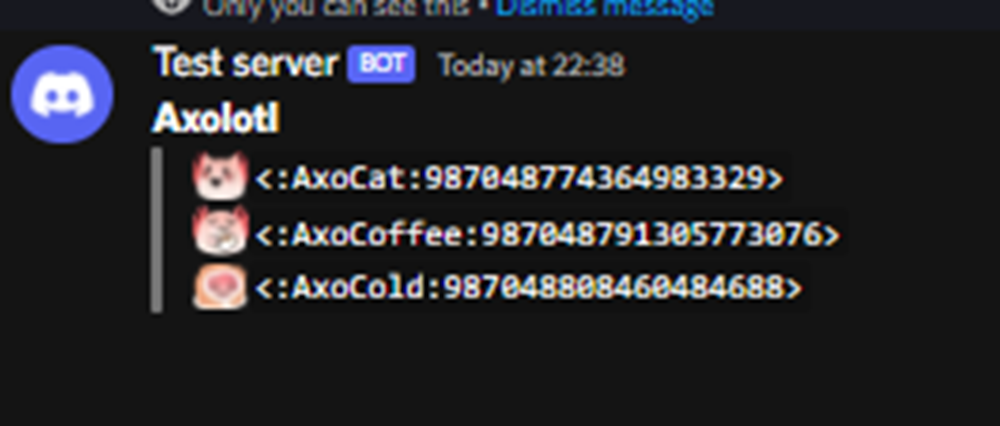 Only you can see this • Dismiss message
Test server BOT Today at 22:38
Axolotl
<:AxoCat:987048774364983329>
<:AxoCoffee:987048791305773076>
<:AxoCold:987048808460484688>